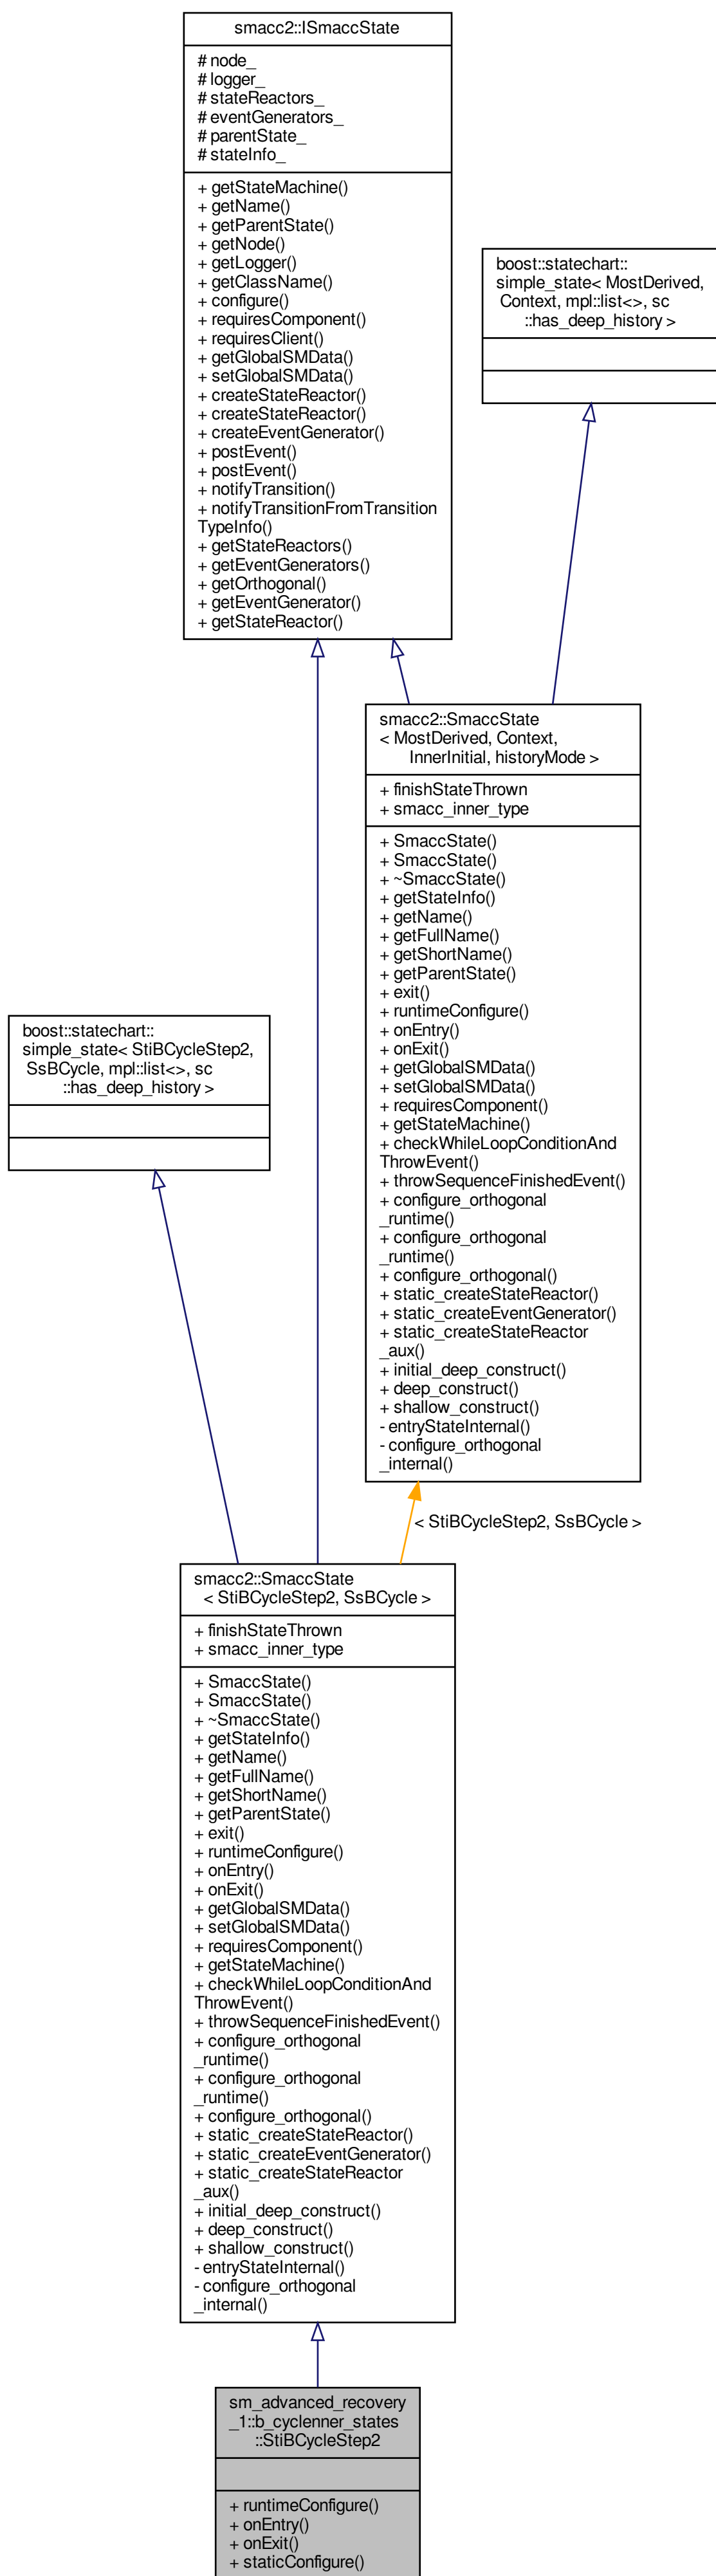 smacc2::ISmaccState
# node_
# logger_
# stateReactors_
# eventGenerators_
# parentState_
# stateInfo_
+ getStateMachine()
+ getName()
+ getParentState()
+ getNode()
+ getLogger()
+ getClassName()
+ configure()
+ requiresComponent()
+ requiresClient()
+ getGlobalSMData()
+ setGlobalSMData()
+ createStateReactor()
+ createStateReactor()
+ createEventGenerator()
+ postEvent()
+ postEvent()
+ notifyTransition()
+ notifyTransitionFromTransition
TypeInfo()
+ getStateReactors()
+ getEventGenerators()
+ getOrthogonal()
+ getEventGenerator()
+ getStateReactor()
boost::statechart::
simple_state< MostDerived,
Context, mpl::list<>, sc
::has_deep_history >
smacc2::SmaccState
< MostDerived, Context,
InnerInitial, historyMode >
+ finishStateThrown
+ smacc_inner_type
+ SmaccState()
+ SmaccState()
+ ~SmaccState()
+ getStateInfo()
+ getName()
+ getFullName()
+ getShortName()
+ getParentState()
+ exit()
+ runtimeConfigure()
+ onEntry()
+ onExit()
+ getGlobalSMData()
+ setGlobalSMData()
+ requiresComponent()
+ getStateMachine()
+ checkWhileLoopConditionAnd
ThrowEvent()
+ throwSequenceFinishedEvent()
+ configure_orthogonal
_runtime()
+ configure_orthogonal
_runtime()
+ configure_orthogonal()
+ static_createStateReactor()
+ static_createEventGenerator()
+ static_createStateReactor
_aux()
+ initial_deep_construct()
+ deep_construct()
+ shallow_construct()
- entryStateInternal()
- configure_orthogonal
_internal()
boost::statechart::
simple_state< StiBCycleStep2,
SsBCycle, mpl::list<>, sc
::has_deep_history >
< StiBCycleStep2, SsBCycle >
smacc2::SmaccState
< StiBCycleStep2, SsBCycle >
+ finishStateThrown
+ smacc_inner_type
+ SmaccState()
+ SmaccState()
+ ~SmaccState()
+ getStateInfo()
+ getName()
+ getFullName()
+ getShortName()
+ getParentState()
+ exit()
+ runtimeConfigure()
+ onEntry()
+ onExit()
+ getGlobalSMData()
+ setGlobalSMData()
+ requiresComponent()
+ getStateMachine()
+ checkWhileLoopConditionAnd
ThrowEvent()
+ throwSequenceFinishedEvent()
+ configure_orthogonal
_runtime()
+ configure_orthogonal
_runtime()
+ configure_orthogonal()
+ static_createStateReactor()
+ static_createEventGenerator()
+ static_createStateReactor
_aux()
+ initial_deep_construct()
+ deep_construct()
+ shallow_construct()
- entryStateInternal()
- configure_orthogonal
_internal()
sm_advanced_recovery
_1::b_cyclenner_states
::StiBCycleStep2
+ runtimeConfigure()
+ onEntry()
+ onExit()
+ staticConfigure()